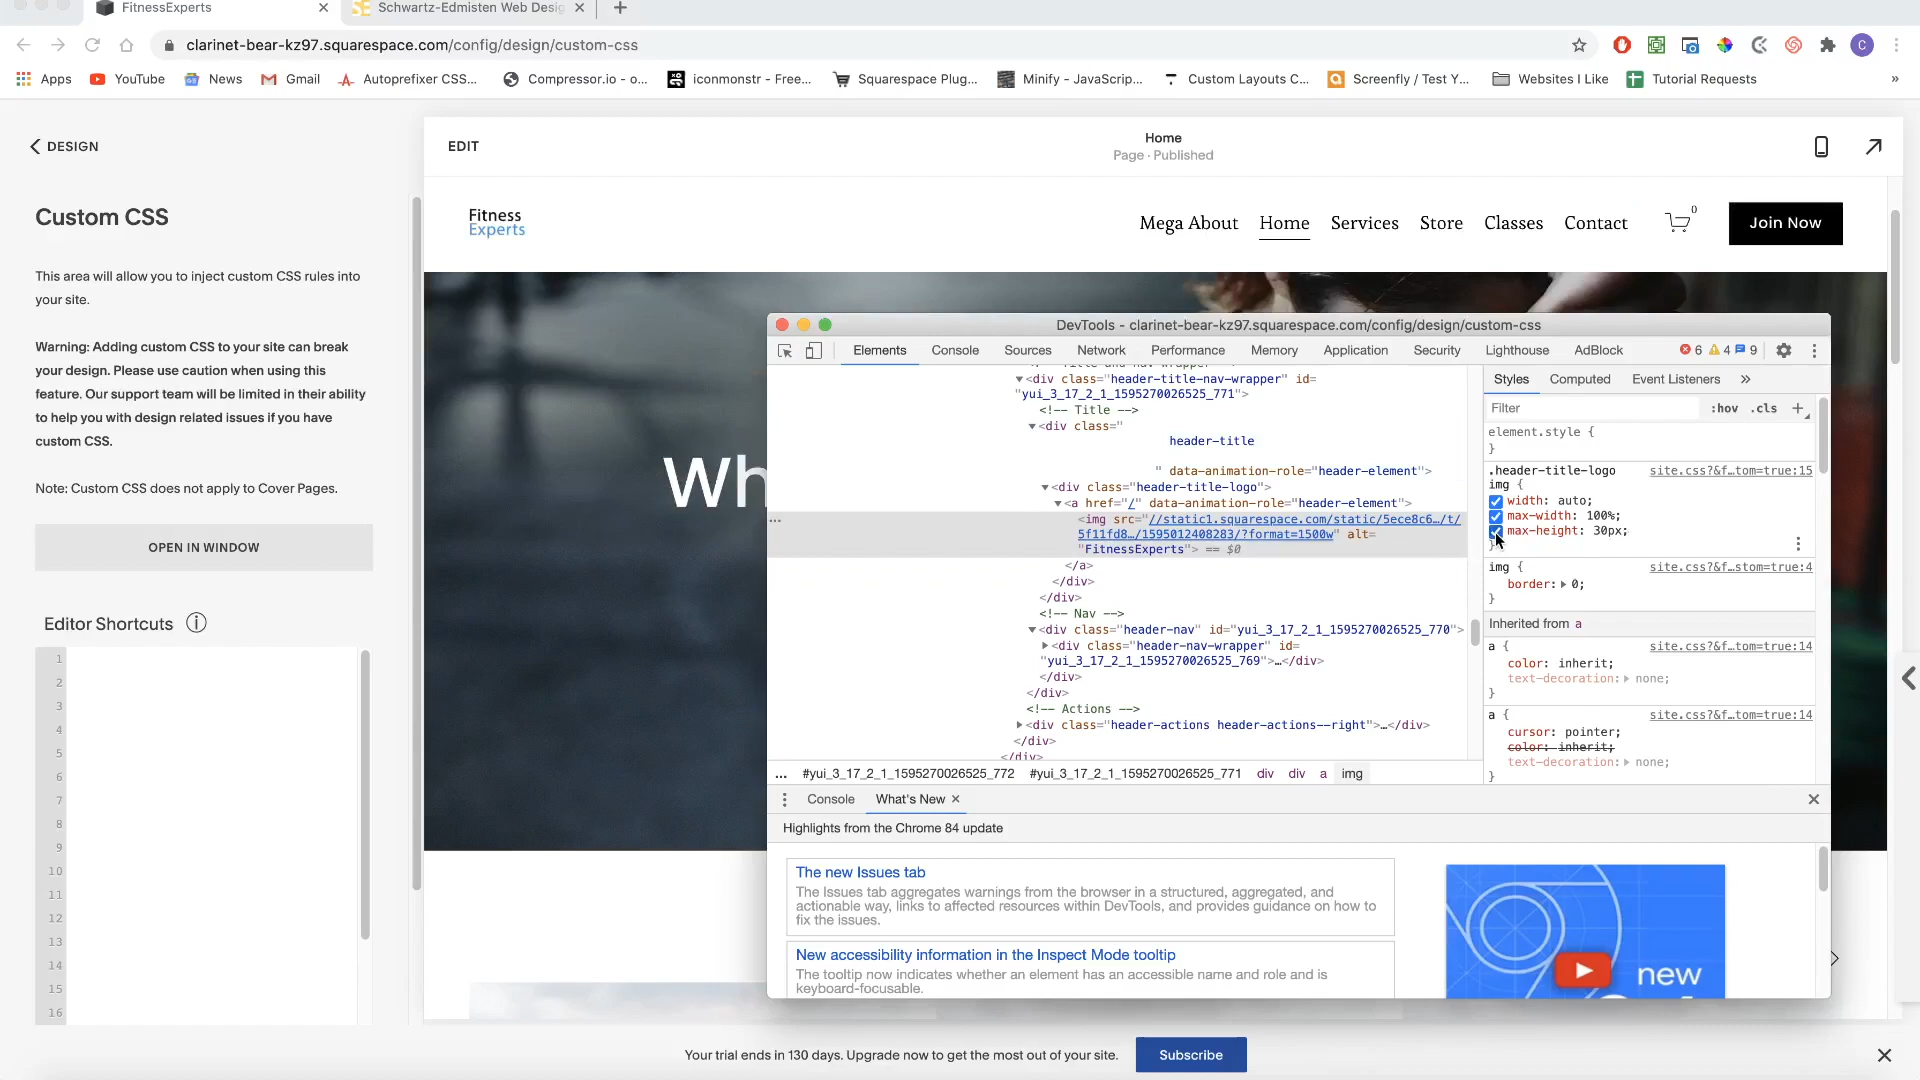 FitnessExperts
Schwartz-Edmisten Web Desig
clarinet-bear-kz97.squarespace.com/config/design/custom-css
C
Apps
YouTube
News
Gmail
Autoprefixer CSS...
Compressor.io - o...
iconmonstr - Free...
Squarespace Plug...
Minify - JavaScrip...
Custom Layouts C...
Screenfly / Test Y...
Websites I Like
Tutorial Requests
»
DESIGN
Custom CSS
This area will allow you to inject custom CSS rules into
your site.
Warning: Adding custom CSS to your site can break
your design. Please use caution when using this
feature. Our support team will be limited in their ability
to help you with design related issues if you have
custom CSS.
Note: Custom CSS does not apply to Cover Pages.
OPEN IN WINDOW
Editor Shortcuts
1
2
3
4
5
6
7
8
9
10
11
12
13
14
15
16
EDIT
Home
Page · Published
Fitness
Experts
Mega About
Home
Services
Store
Classes
Contact
0
Join Now
Wh
DevTools - clarinet-bear-kz97.squarespace.com/config/design/custom-css
Elements
Console
Sources
Network
Performance
Memory
Application
Security
Lighthouse
AdBlock
6
4
9
<div class="header-title-nav-wrapper" id=
"yui_3_17_2_1_1595270026525_771">
<!-- Title -->
<div class="
header-title
" data-animation-role="header-element">
<div class="header-title-logo">
<a href="/" data-animation-role="header-element">
<img src="//static1.squarespace.com/static/5ece8c6…/t/
5f11fd8…/1595012408283/?format=1500w" alt=
"FitnessExperts"> == $0
</a>
</div>
</div>
<!-- Nav -->
<div class="header-nav" id="yui_3_17_2_1_1595270026525_770">
<div class="header-nav-wrapper" id=
"yui_3_17_2_1_1595270026525_769">…</div>
</div>
</div>
<!-- Actions -->
<div class="header-actions header-actions--right">…</div>
</div>
</div>
... #yui_3_17_2_1_1595270026525_772 #yui_3_17_2_1_1595270026525_771 div div a img
Styles
Computed
Event Listeners
»
Filter
:hov .cls +
element.style {
}
.header-title-logo site.css?&f…tom=true:15
img {
width: auto;
max-width: 100%;
max-height: 30px;
}
img { site.css?&f…stom=true:4
border: 0;
}
Inherited from a
a { site.css?&f…tom=true:14
color: inherit;
text-decoration: none;
}
a { site.css?&f…tom=true:14
cursor: pointer;
color: inherit;
text-decoration: none;
}
Console
What's New
Highlights from the Chrome 84 update
The new Issues tab
The Issues tab aggregates warnings from the browser in a structured, aggregated, and
actionable way, links to affected resources within DevTools, and provides guidance on how to
fix the issues.
New accessibility information in the Inspect Mode tooltip
The tooltip now indicates whether an element has an accessible name and role and is
keyboard-focusable.
new
Your trial ends in 130 days. Upgrade now to get the most out of your site.
Subscribe